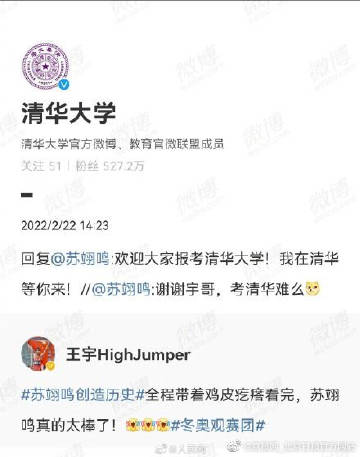 清华大学
清华大学官方微博、教育官微联盟成员
关注 51 | 粉丝 527.2万
2022/2/22 14:23
回复@苏翊鸣:欢迎大家报考清华大学！我在清华
等你来！//@苏翊鸣:谢谢宇哥，考清华难么
王宇HighJumper
#苏翊鸣创造历史#全程带着鸡皮疙瘩看完，苏翊
鸣真的太棒了！#冬奥观赛团#
@人民网